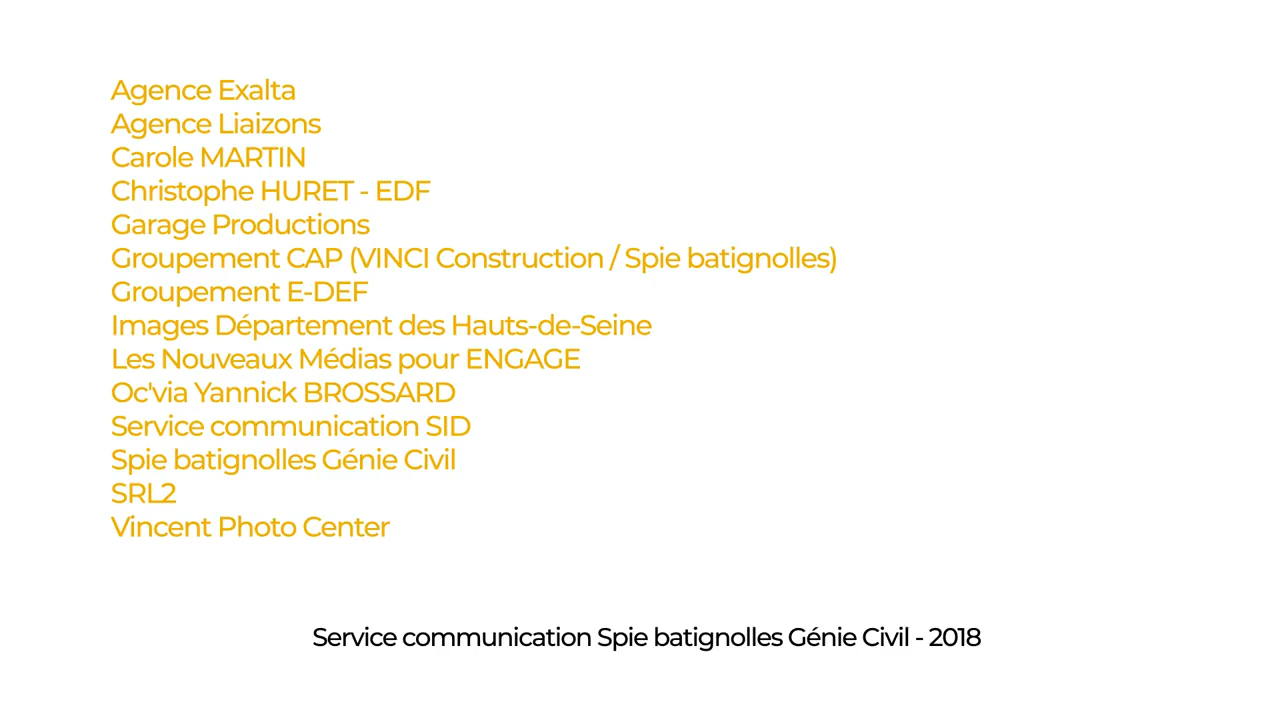 Agence Exalta
Agence Liaizons
Carole MARTIN
Christophe HURET - EDF
Garage Productions
Groupement CAP (VINCI Construction / Spie batignolles)
Groupement E-DEF
Images Département des Hauts-de-Seine
Les Nouveaux Médias pour ENGAGE
Oc'via Yannick BROSSARD
Service communication SID
Spie batignolles Génie Civil
SRL2
Vincent Photo Center
Service communication Spie batignolles Génie Civil - 2018